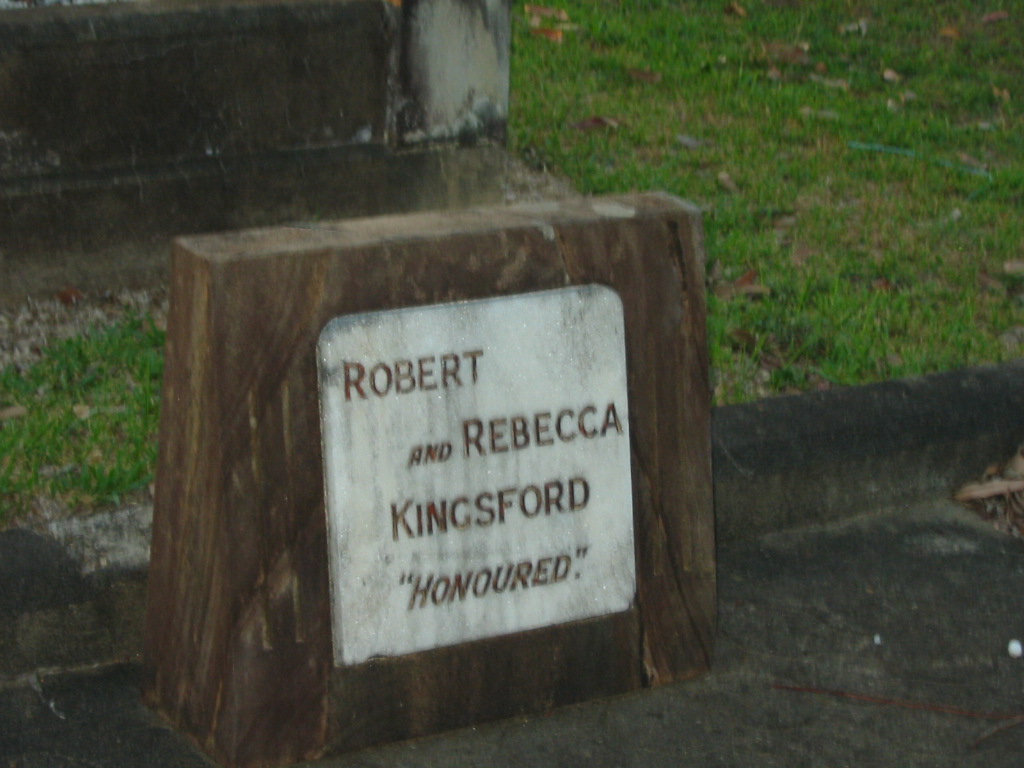 ROBERT
AND REBECCA
KINGSFORD
"HONOURED."